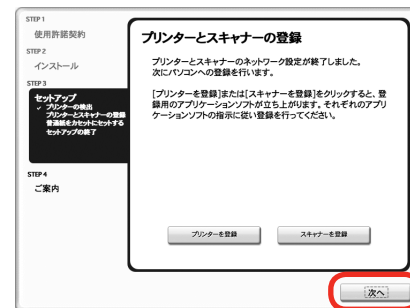 STEP 1
使用許諾契約
STEP 2
インストール
STEP 3
セットアップ
✓ プリンターの検出
プリンターとスキャナーの登録
普通紙をカセットにセットする
セットアップの終了
STEP 4
ご案内
プリンターとスキャナーの登録
プリンターとスキャナーのネットワーク設定が終了しました。
次にパソコンへの登録を行います。
[プリンターを登録]または[スキャナーを登録]をクリックすると、登
録用のアプリケーションソフトが立ち上がります。それぞれのアプリ
ケーションソフトの指示に従い登録を行ってください。
プリンターを登録
スキャナーを登録
次へ